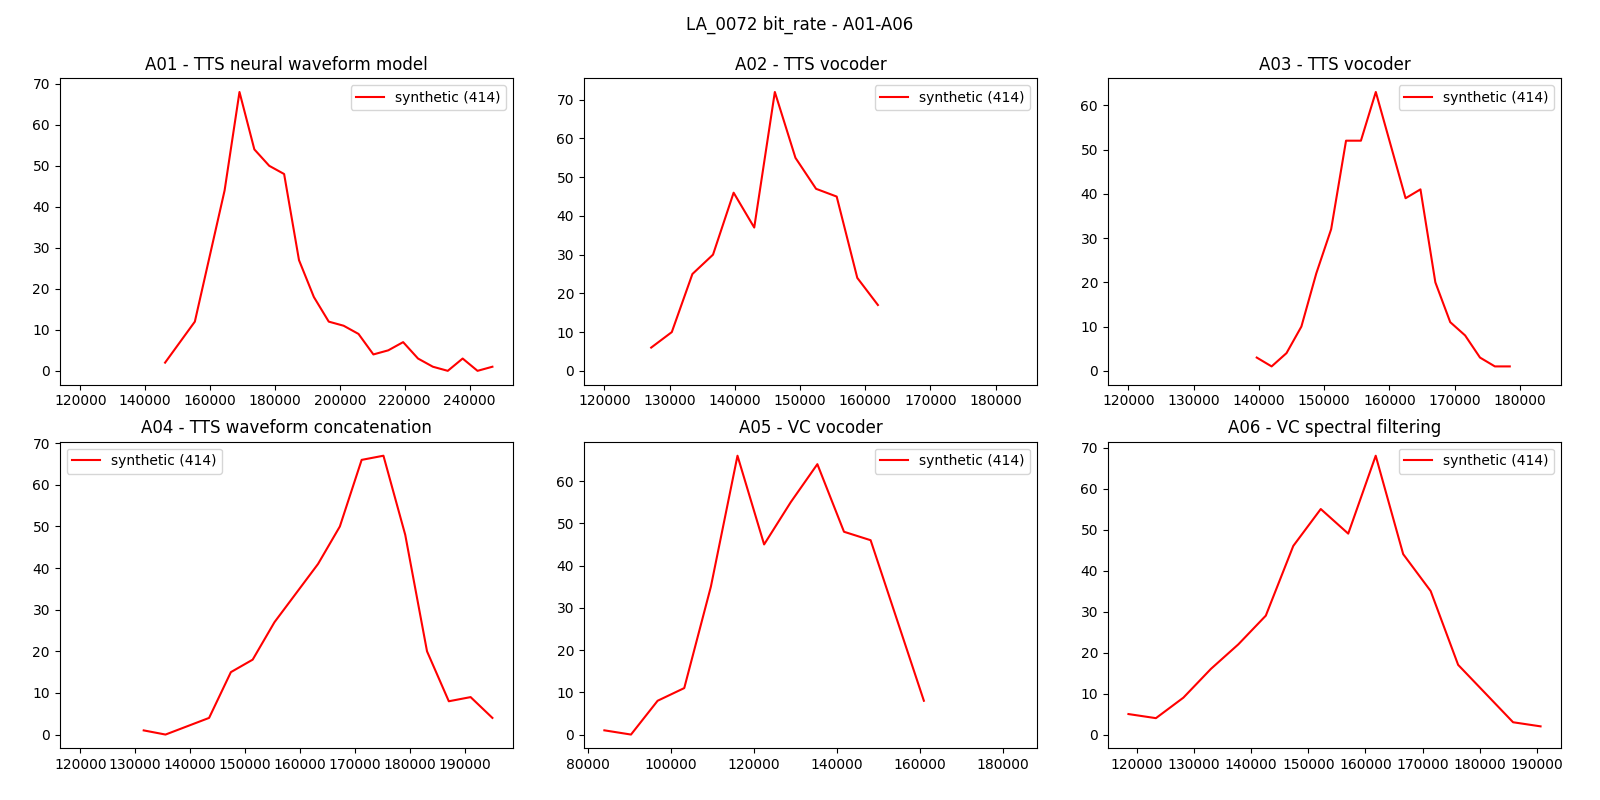 LA_0072 bit_rate - A01-A06
A01 - TTS neural waveform model
synthetic (414)
70
60
50
40
30
20
10
0
120000 140000 160000 180000 200000 220000 240000
A02 - TTS vocoder
synthetic (414)
70
60
50
40
30
20
10
0
120000 130000 140000 150000 160000 170000 180000
A03 - TTS vocoder
synthetic (414)
60
50
40
30
20
10
0
120000 130000 140000 150000 160000 170000 180000
A04 - TTS waveform concatenation
synthetic (414)
70
60
50
40
30
20
10
0
120000 130000 140000 150000 160000 170000 180000 190000
A05 - VC vocoder
synthetic (414)
60
50
40
30
20
10
0
80000 100000 120000 140000 160000 180000
A06 - VC spectral filtering
synthetic (414)
70
60
50
40
30
20
10
0
120000 130000 140000 150000 160000 170000 180000 190000